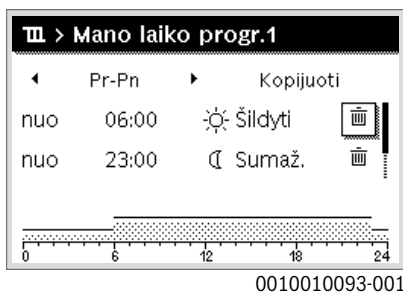 > Mano laiko progr.1
Pr-Pn Kopijuoti
nuo 06:00 Šildyti
nuo 23:00 Sumaž.
0 6 12 18 24
0010010093-001